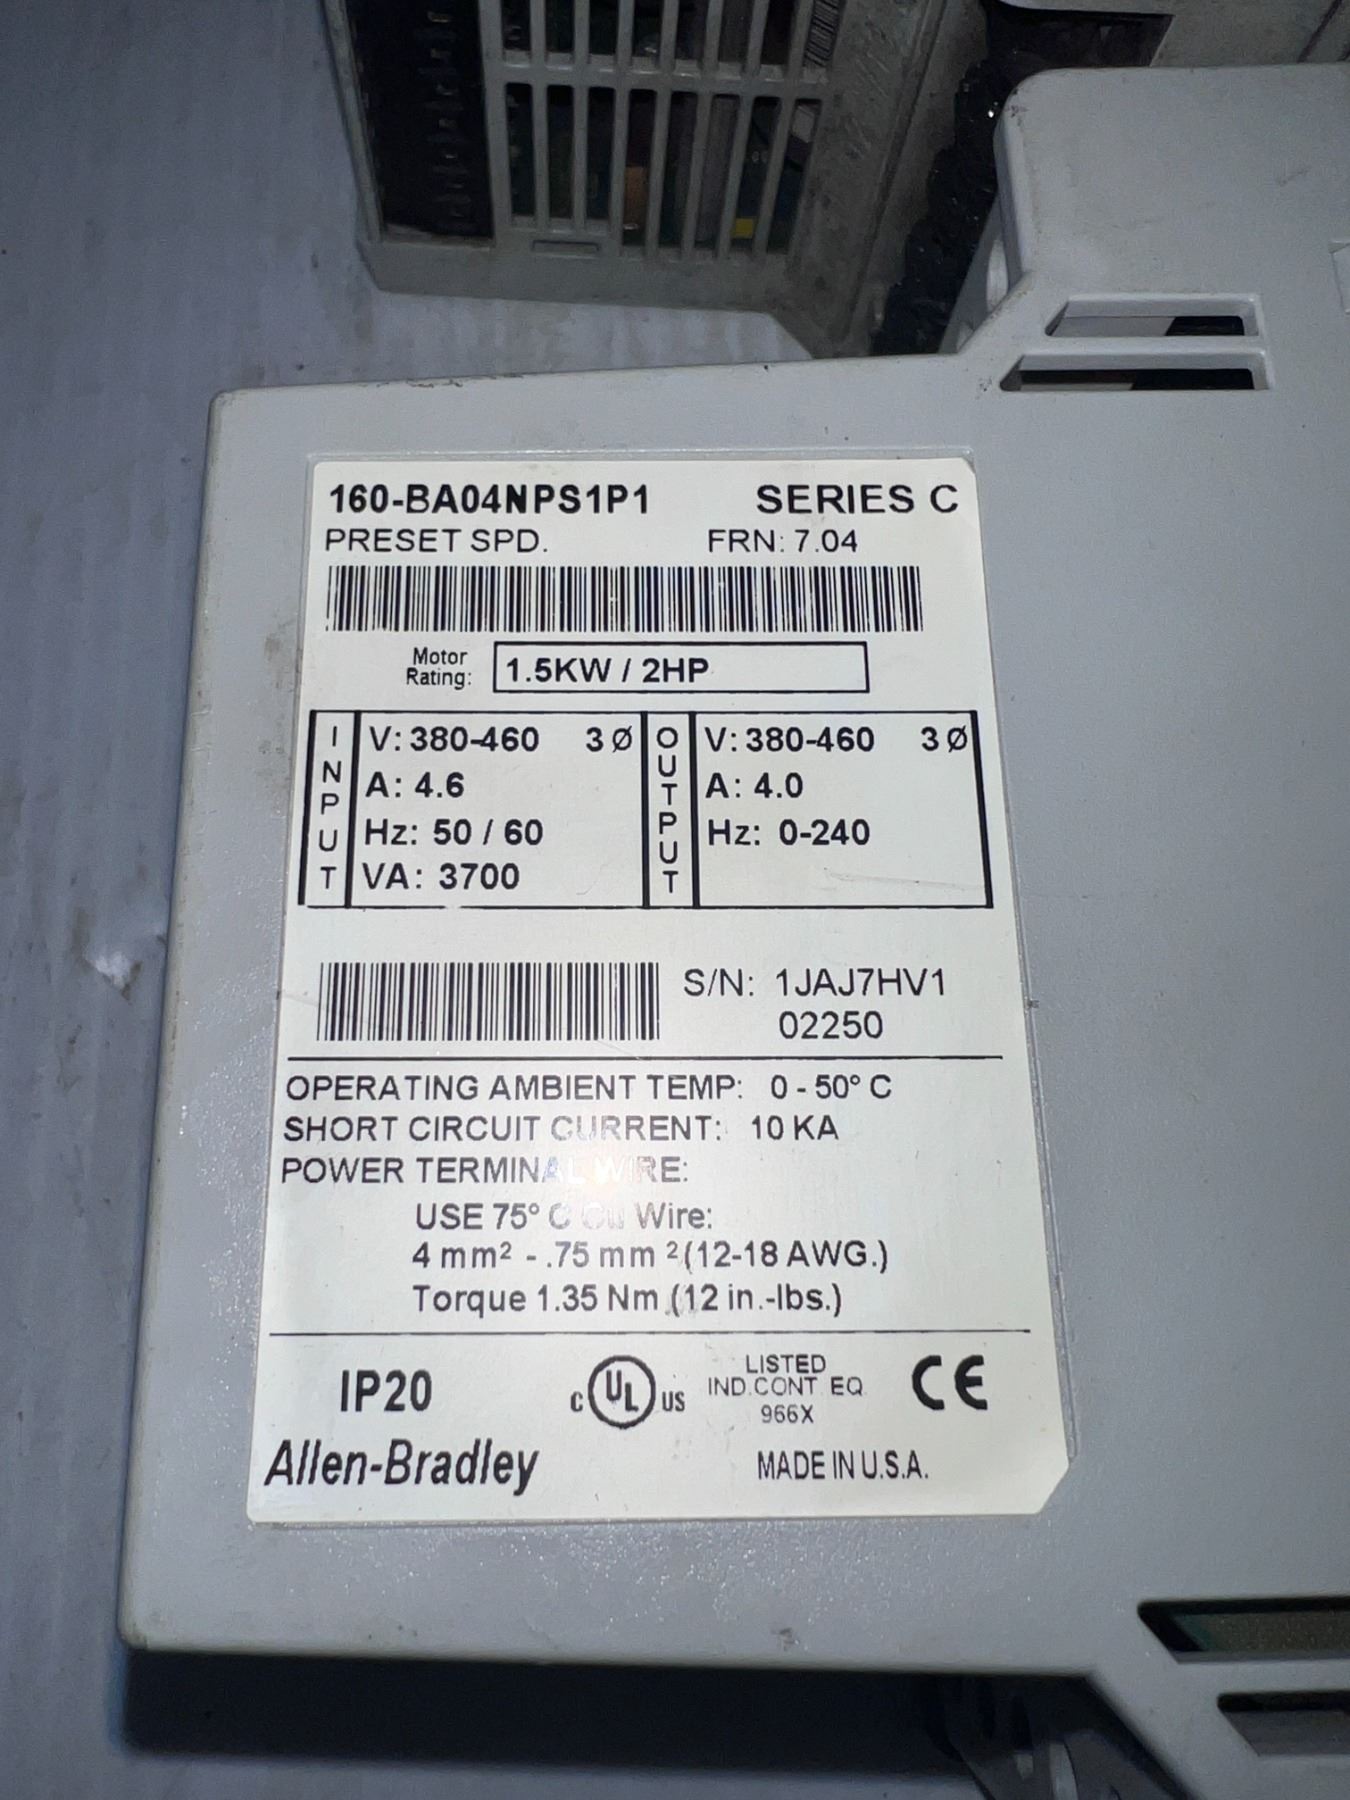 160-BA04NPS1P1 SERIES C
PRESET SPD. FRN: 7.04
Motor
Rating: 1.5KW / 2HP
INPUT
V: 380-460 3 Ø
A: 4.6
Hz: 50 / 60
VA: 3700
OUTPUT
V: 380-460 3 Ø
A: 4.0
Hz: 0-240
S/N: 1JAJ7HV1
02250
OPERATING AMBIENT TEMP: 0 - 50° C
SHORT CIRCUIT CURRENT: 10 KA
POWER TERMINAL WIRE:
USE 75° C Cu Wire:
4 mm² - .75 mm ² (12-18 AWG.)
Torque 1.35 Nm (12 in.-lbs.)
IP20
C UL US
LISTED
IND.CONT. EQ.
966X
CE
Allen-Bradley
MADE IN U.S.A.